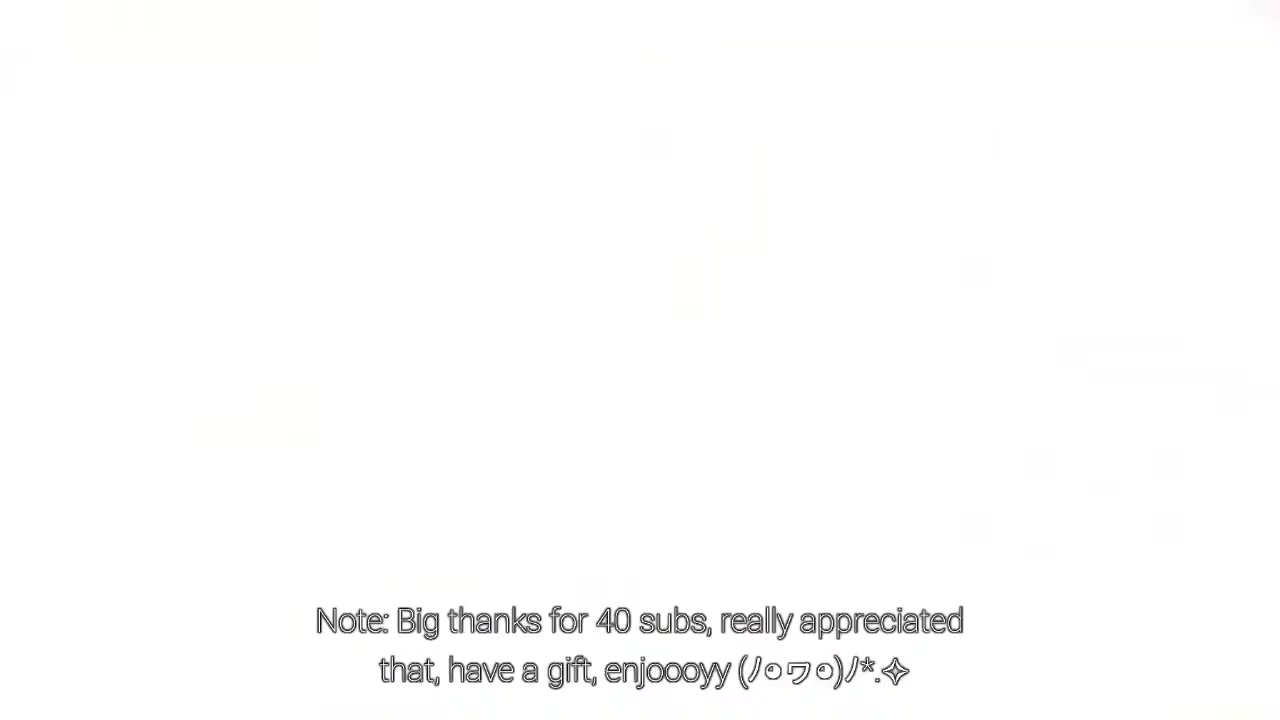 Note: Big thanks for 40 subs, really appreciated
that, have a gift, enjoooyy (ﾉ◕ヮ◕)ﾉ*.✧